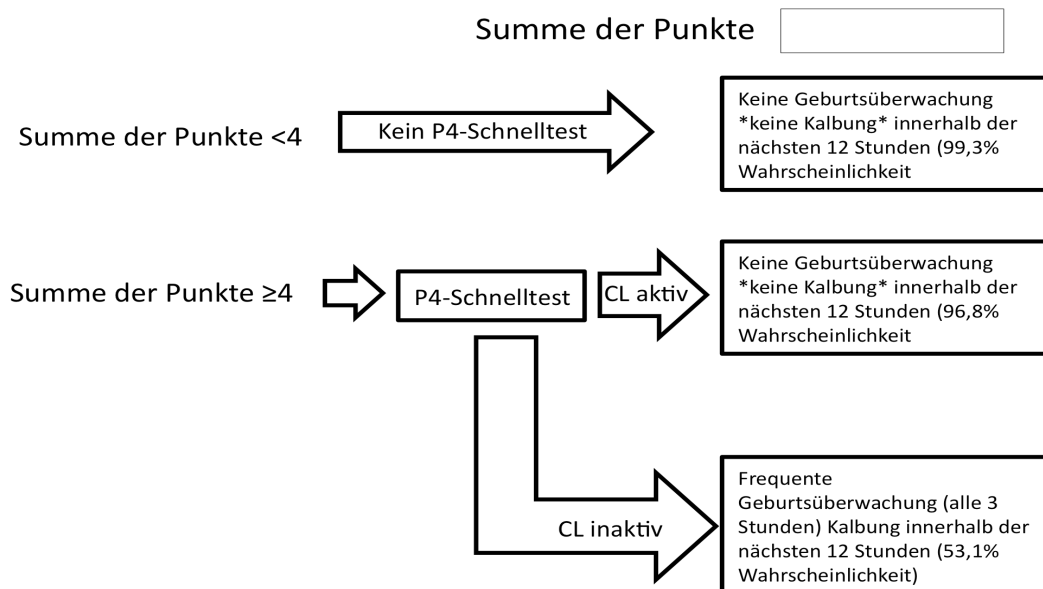 Summe der Punkte
Summe der Punkte <4
Kein P4-Schnelltest
Keine Geburtsüberwachung
*keine Kalbung* innerhalb der
nächsten 12 Stunden (99,3%
Wahrscheinlichkeit
Summe der Punkte ≥4
P4-Schnelltest
CL aktiv
Keine Geburtsüberwachung
*keine Kalbung* innerhalb der
nächsten 12 Stunden (96,8%
Wahrscheinlichkeit
CL inaktiv
Frequente
Geburtsüberwachung (alle 3
Stunden) Kalbung innerhalb der
nächsten 12 Stunden (53,1%
Wahrscheinlichkeit)